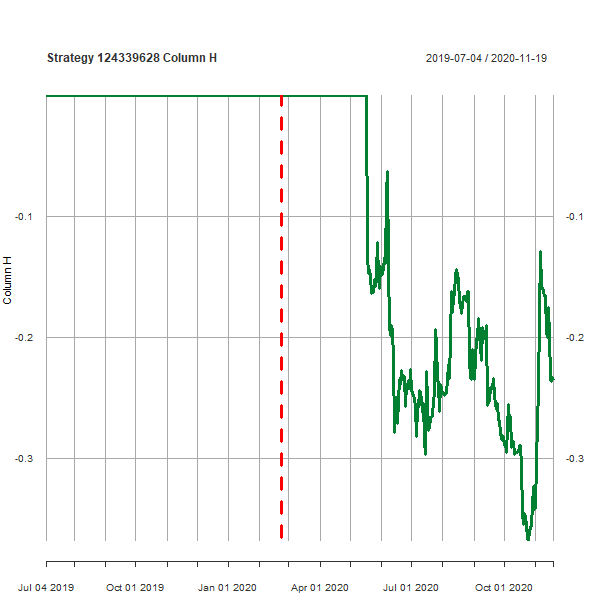 Strategy 124339628 Column H
2019-07-04 / 2020-11-19
-0.1
-0.1
Column H
-0.2
-0.2
-0.3
-0.3
Jul 04 2019
Oct 01 2019
Jan 01 2020
Apr 01 2020
Jul 01 2020
Oct 01 2020